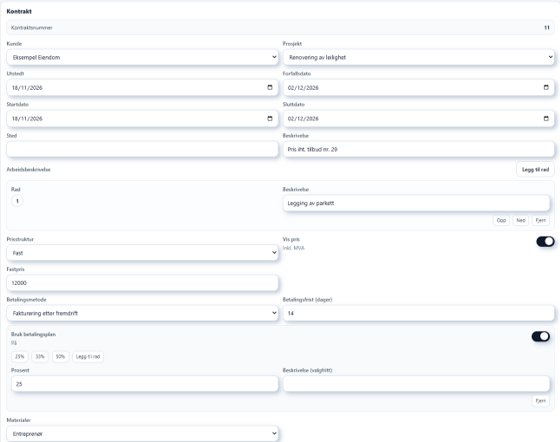 Kontrakt
Kontraktsnummer 11
Kunde Prosjekt
Eksempel Eiendom Renovering av leilighet
Utstedt Forfallsdato
18/11/2026 02/12/2026
Startdato Sluttdato
18/11/2026 02/12/2026
Sted Beskrivelse
Pris iht. tilbud nr. 29
Arbeidsbeskrivelse Legg til rad
Rad Beskrivelse
1 Legging av parkett
Opp Ned Fjern
Prisstruktur Vis pris
Fast Inkl. MVA
Fastpris
12000
Betalingsmetode Betalingsfrist (dager)
Fakturering etter fremdrift 14
Bruk betalingsplan
På
25% 33% 50% Legg til rad
Prosent Beskrivelse (valgfritt)
25
Fjern
Materialer
Entreprenør